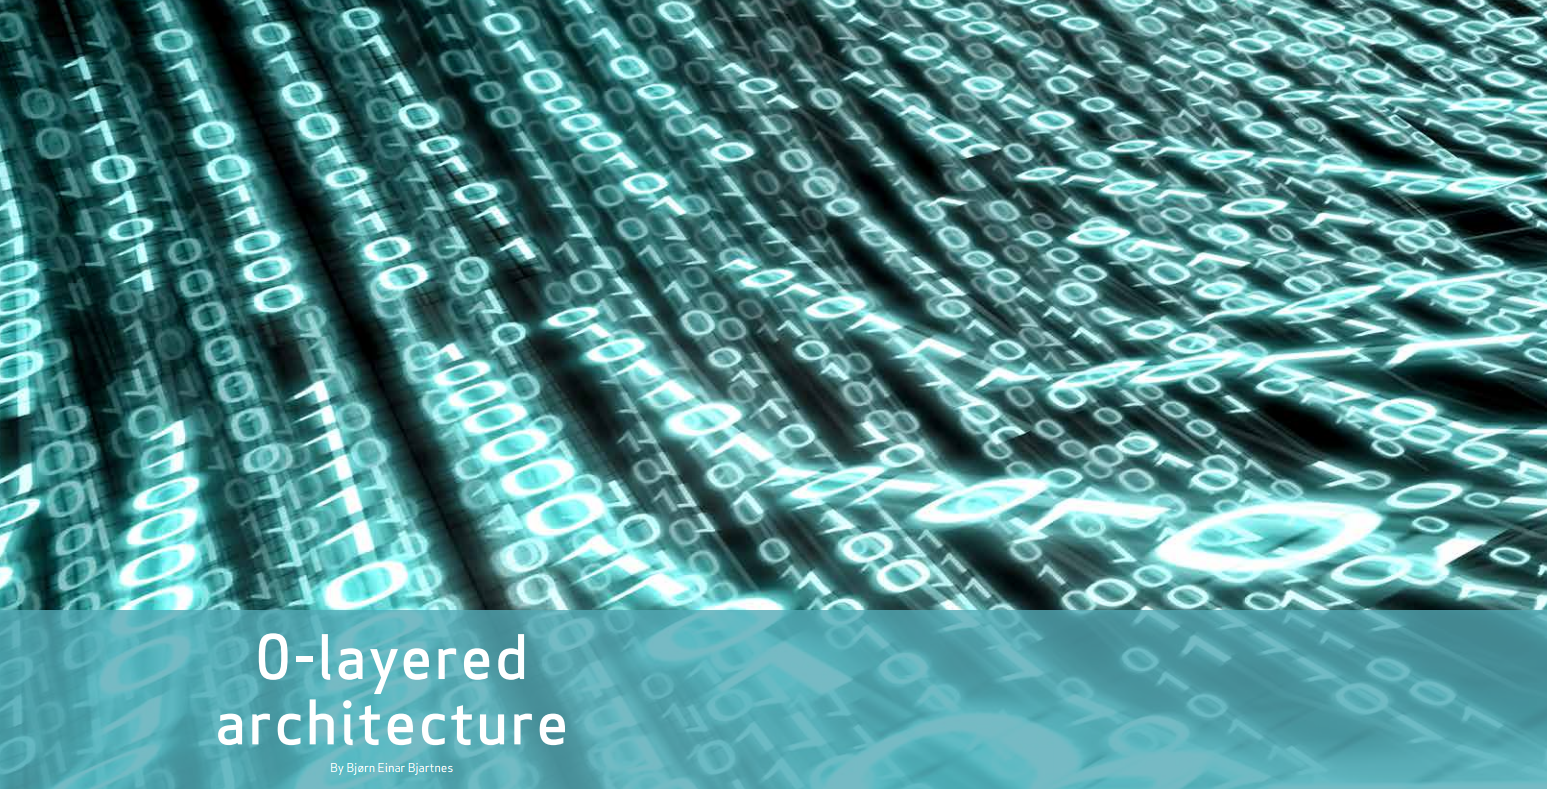 0-layered
architecture
By Bjørn Einar Bjartnes